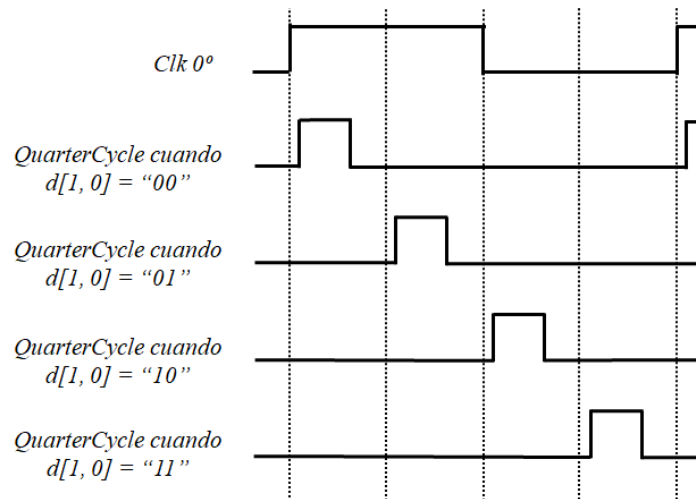 Clk 0º
QuarterCycle cuando
d[1, 0] = “00”
QuarterCycle cuando
d[1, 0] = “01”
QuarterCycle cuando
d[1, 0] = “10”
QuarterCycle cuando
d[1, 0] = “11”